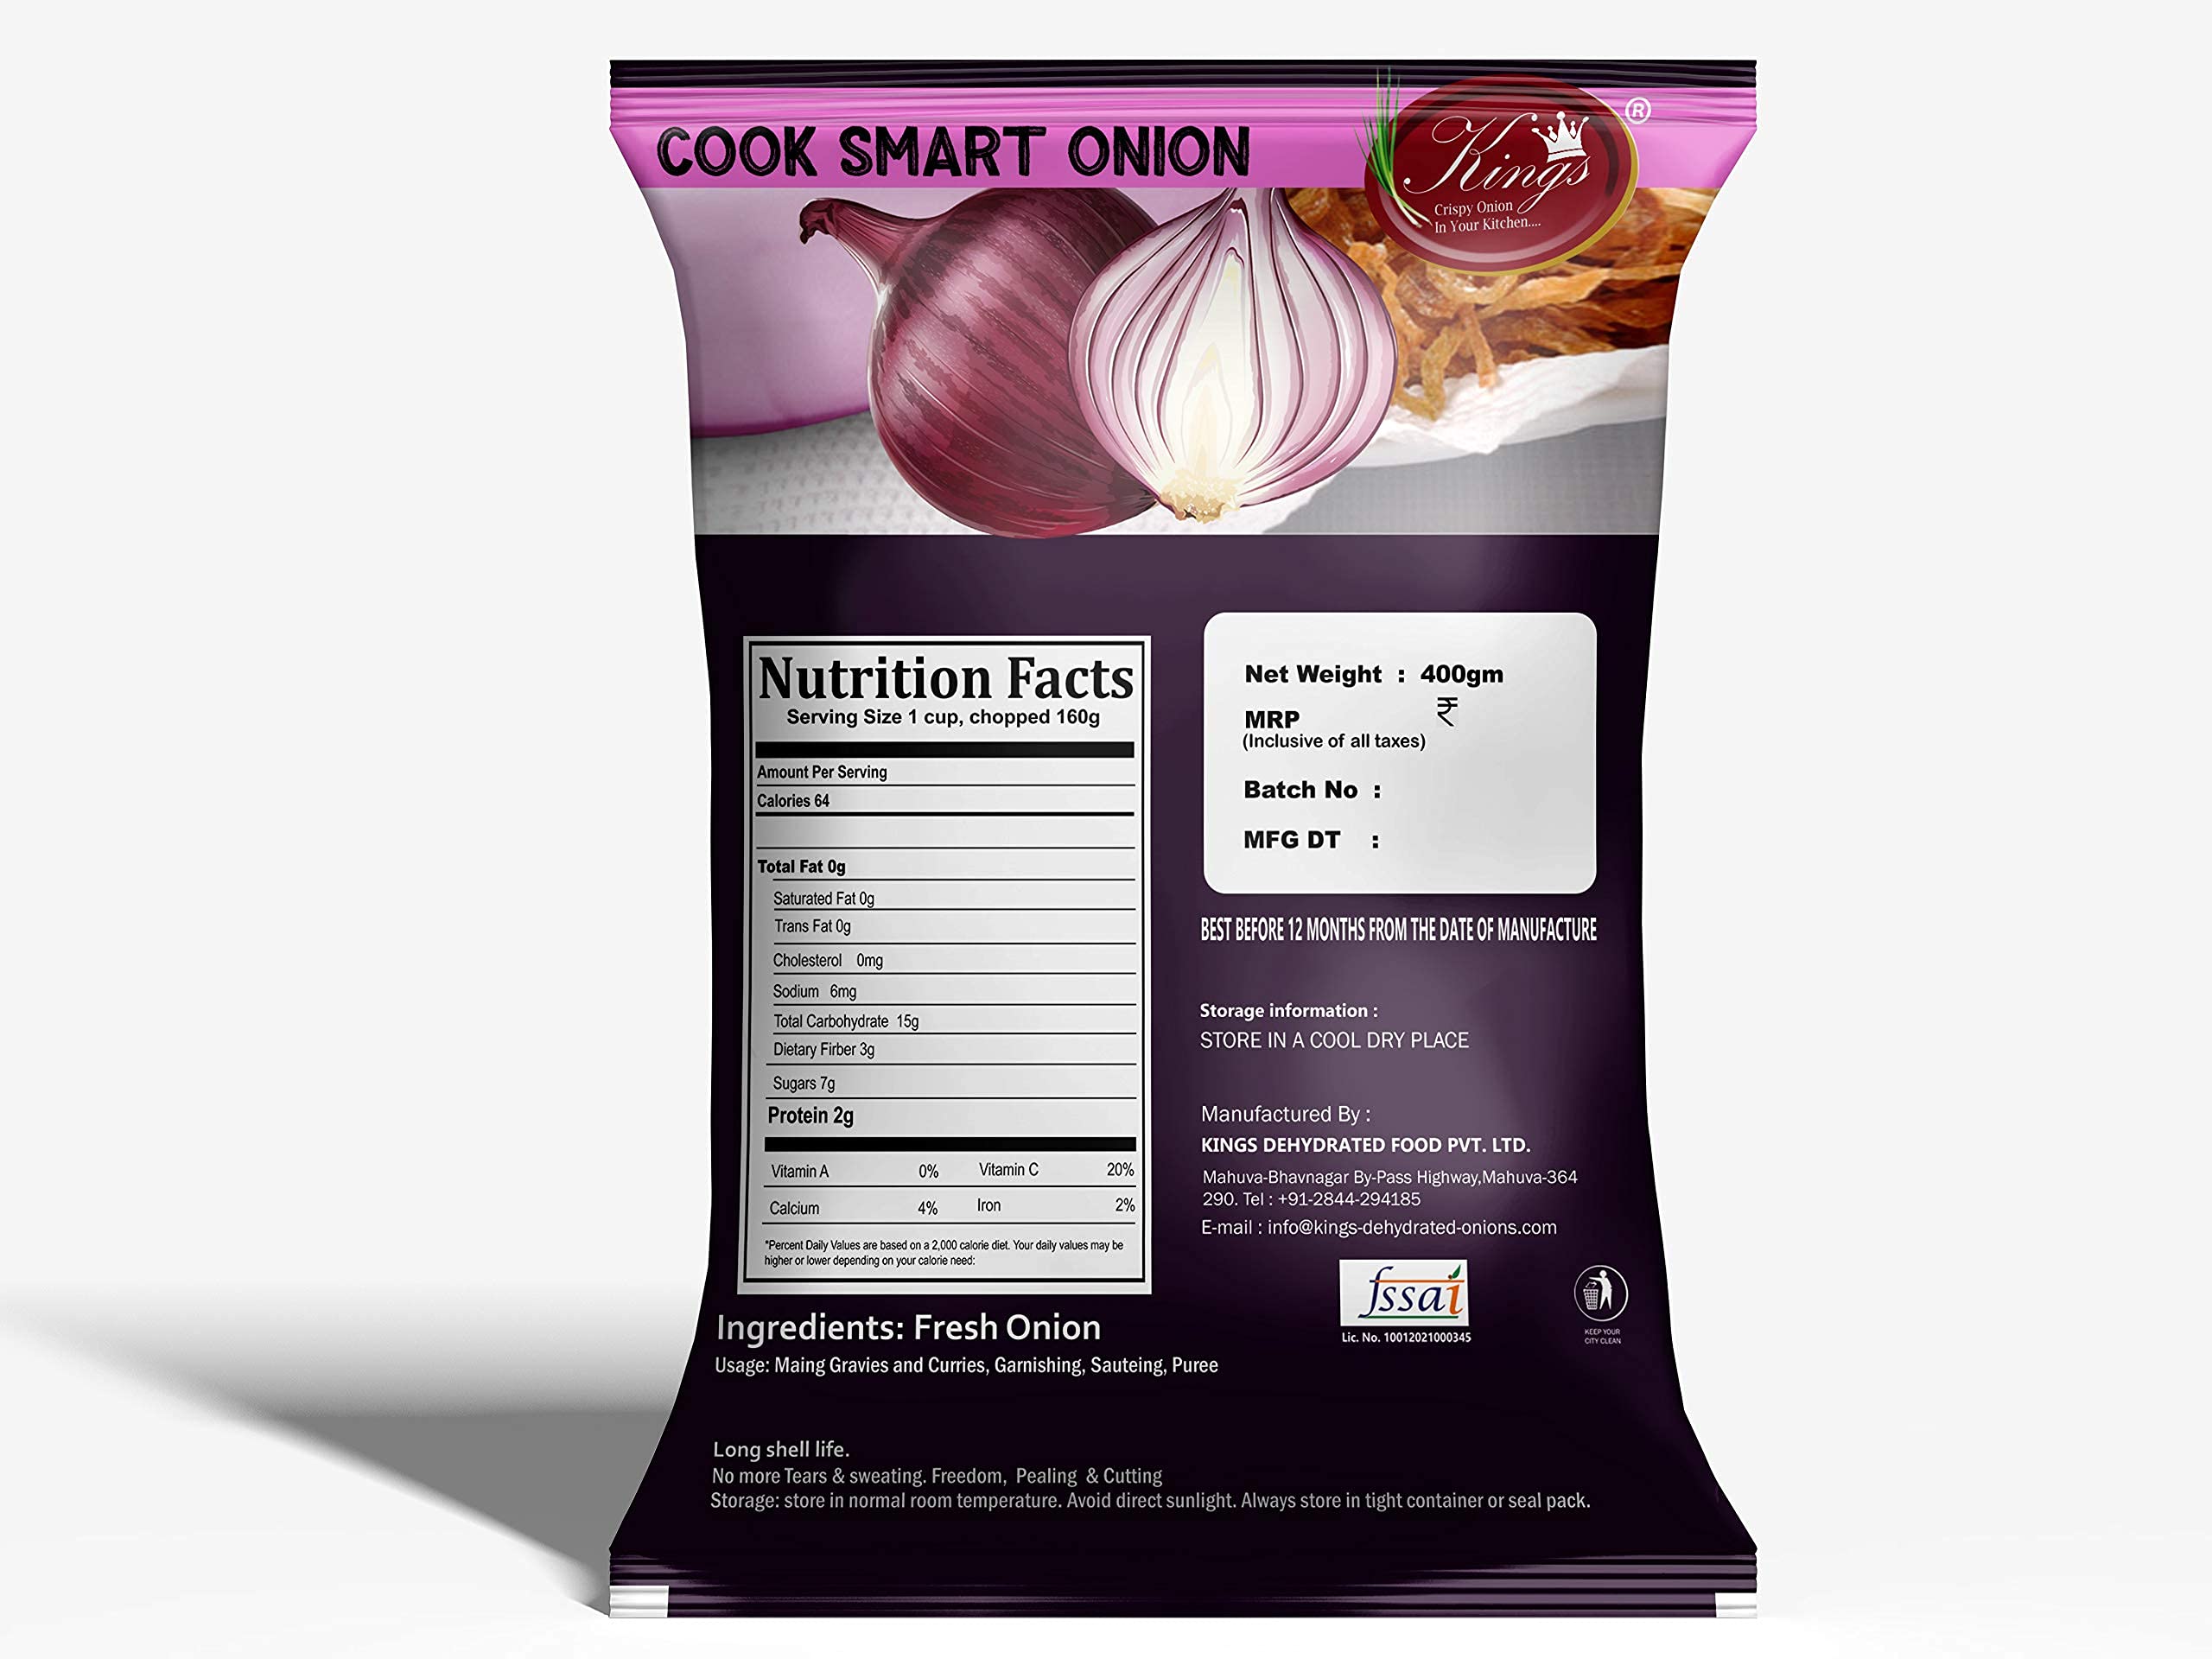 COOK SMART ONION
Kings
®
Crispy Onion
In Your Kitchen....
Nutrition Facts
Serving Size 1 cup, chopped 160g
Amount Per Serving
Calories 64
Total Fat 0g
Saturated Fat 0g
Trans Fat 0g
Cholesterol 0mg
Sodium 6mg
Total Carbohydrate 15g
Dietary Firber 3g
Sugars 7g
Protein 2g
Vitamin A 0% Vitamin C 20%
Calcium 4% Iron 2%
*Percent Daily Values are based on a 2,000 calorie diet. Your daily values may be
higher or lower depending on your calorie need:
Ingredients: Fresh Onion
Usage: Maing Gravies and Curries, Garnishing, Sauteing, Puree
Net Weight : 400gm
MRP ₹
(Inclusive of all taxes)
Batch No :
MFG DT :
BEST BEFORE 12 MONTHS FROM THE DATE OF MANUFACTURE
Storage information :
STORE IN A COOL DRY PLACE
Manufactured By :
KINGS DEHYDRATED FOOD PVT. LTD.
Mahuva-Bhavnagar By-Pass Highway,Mahuva-364
290. Tel : +91-2844-294185
E-mail : info@kings-dehydrated-onions.com
fssai
Lic. No. 10012021000345
KEEP YOUR
CITY CLEAN
Long shell life.
No more Tears & sweating. Freedom, Pealing & Cutting
Storage: store in normal room temperature. Avoid direct sunlight. Always store in tight container or seal pack.